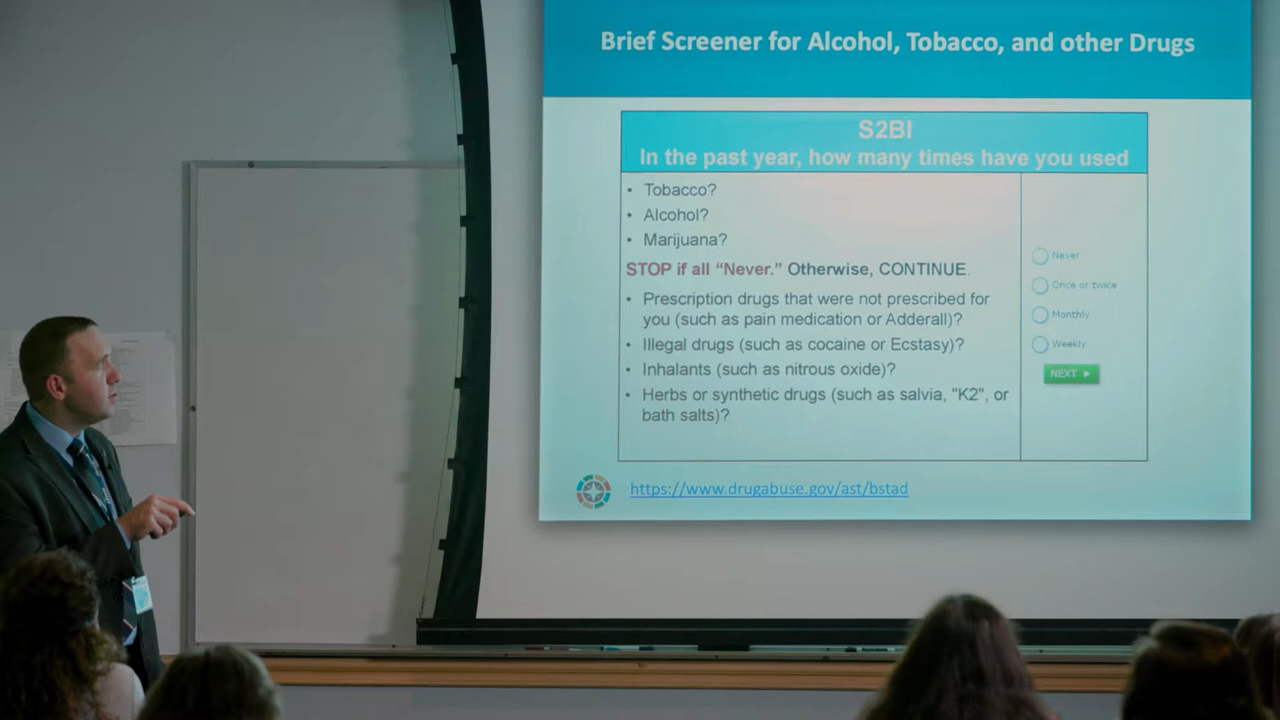 Brief Screener for Alcohol, Tobacco, and other Drugs
S2BI
In the past year, how many times have you used
• Tobacco?
• Alcohol?
• Marijuana?
STOP if all “Never.” Otherwise, CONTINUE.
• Prescription drugs that were not prescribed for
you (such as pain medication or Adderall)?
• Illegal drugs (such as cocaine or Ecstasy)?
• Inhalants (such as nitrous oxide)?
• Herbs or synthetic drugs (such as salvia, "K2", or
bath salts)?
Never
Once or twice
Monthly
Weekly
NEXT ►
https://www.drugabuse.gov/ast/bstad